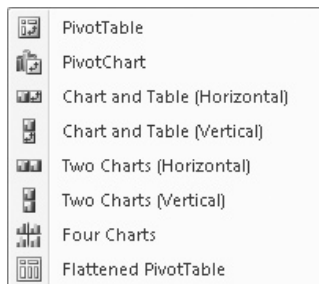 PivotTable
PivotChart
Chart and Table (Horizontal)
Chart and Table (Vertical)
Two Charts (Horizontal)
Two Charts (Vertical)
Four Charts
Flattened PivotTable